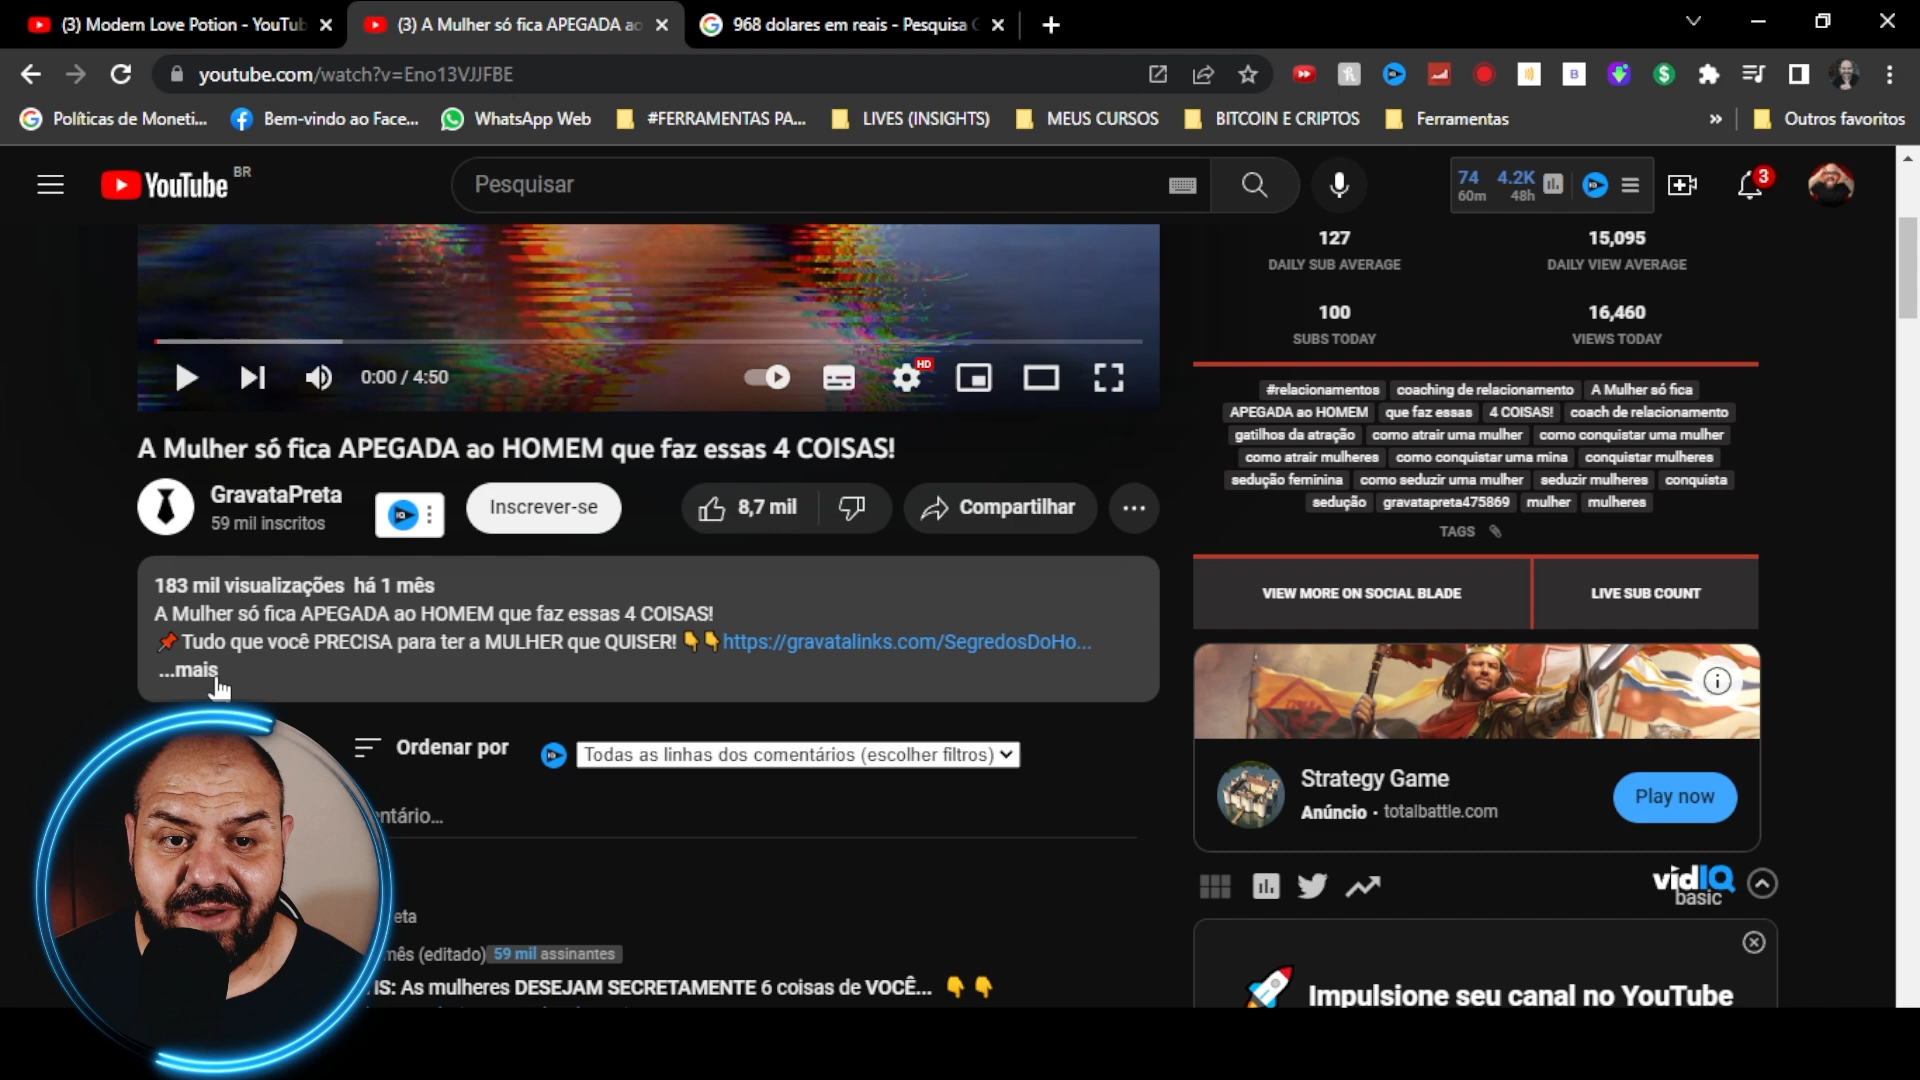 (3) Modern Love Potion - YouTub
(3) A Mulher só fica APEGADA ao
968 dolares em reais - Pesquisa G
youtube.com/watch?v=Eno13VJJFBE
Políticas de Moneti...
Bem-vindo ao Face...
WhatsApp Web
#FERRAMENTAS PA...
LIVES (INSIGHTS)
MEUS CURSOS
BITCOIN E CRIPTOS
Ferramentas
»
Outros favoritos
YouTube BR
Pesquisar
74 4.2K
60m 48h
3
127 15,095
DAILY SUB AVERAGE DAILY VIEW AVERAGE
100 16,460
SUBS TODAY VIEWS TODAY
0:00 / 4:50
HD
#relacionamentos coaching de relacionamento A Mulher só fica
APEGADA ao HOMEM que faz essas 4 COISAS! coach de relacionamento
gatilhos da atração como atrair uma mulher como conquistar uma mulher
como atrair mulheres como conquistar uma mina conquistar mulheres
sedução feminina como seduzir uma mulher seduzir mulheres conquista
sedução gravatapreta475869 mulher mulheres
TAGS
A Mulher só fica APEGADA ao HOMEM que faz essas 4 COISAS!
GravataPreta
59 mil inscritos
Inscrever-se
8,7 mil
Compartilhar
183 mil visualizações há 1 mês
A Mulher só fica APEGADA ao HOMEM que faz essas 4 COISAS!
📌 Tudo que você PRECISA para ter a MULHER que QUISER! 👇👇https://gravatalinks.com/SegredosDoHo...
...mais
VIEW MORE ON SOCIAL BLADE
LIVE SUB COUNT
Ordenar por
Todas as linhas dos comentários (escolher filtros)
ntário...
Strategy Game
Anúncio · totalbattle.com
Play now
vidIQ
basic
eta
mês (editado) 59 mil assinantes
IS: As mulheres DESEJAM SECRETAMENTE 6 coisas de VOCÊ... 👇 👇
Impulsione seu canal no YouTube